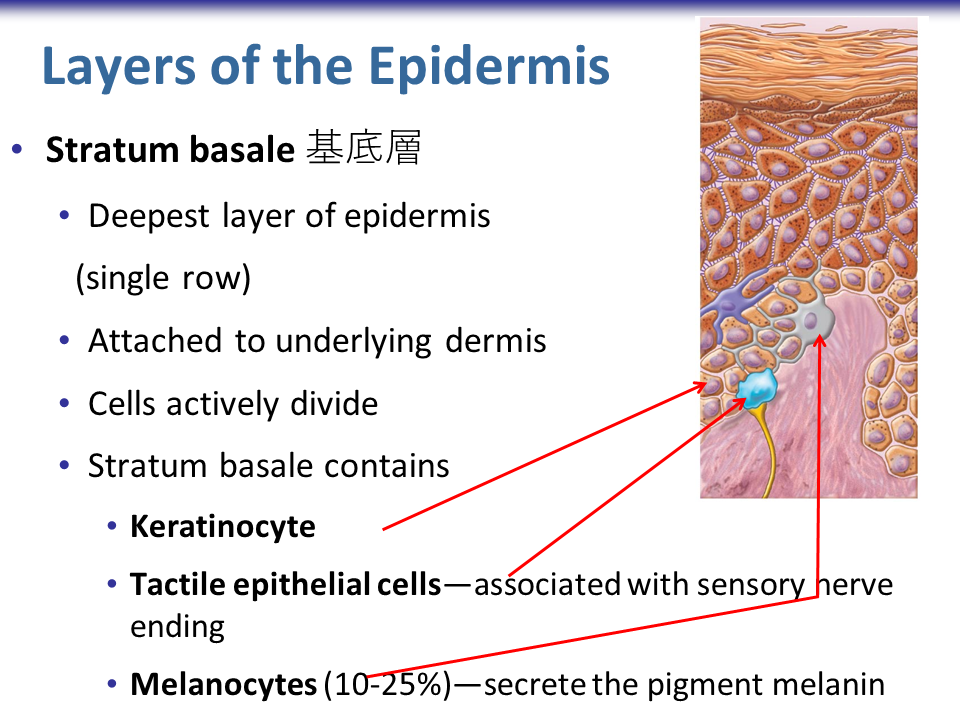 Layers of the Epidermis
• Stratum basale 基底層
• Deepest layer of epidermis
(single row)
• Attached to underlying dermis
• Cells actively divide
• Stratum basale contains
• Keratinocyte
• Tactile epithelial cells—associated with sensory nerve
ending
• Melanocytes (10-25%)—secrete the pigment melanin